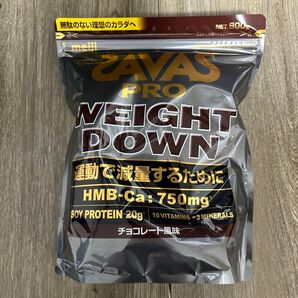 無駄のない理想のカラダへ
NET.800g
meiji
ZAVAS
PRO
WEIGHT
DOWN
運動で減量するために
HMB-Ca:750mg
SOY PROTEIN 20g 10 VITAMINS +3 MINERALS
チョコレート風味